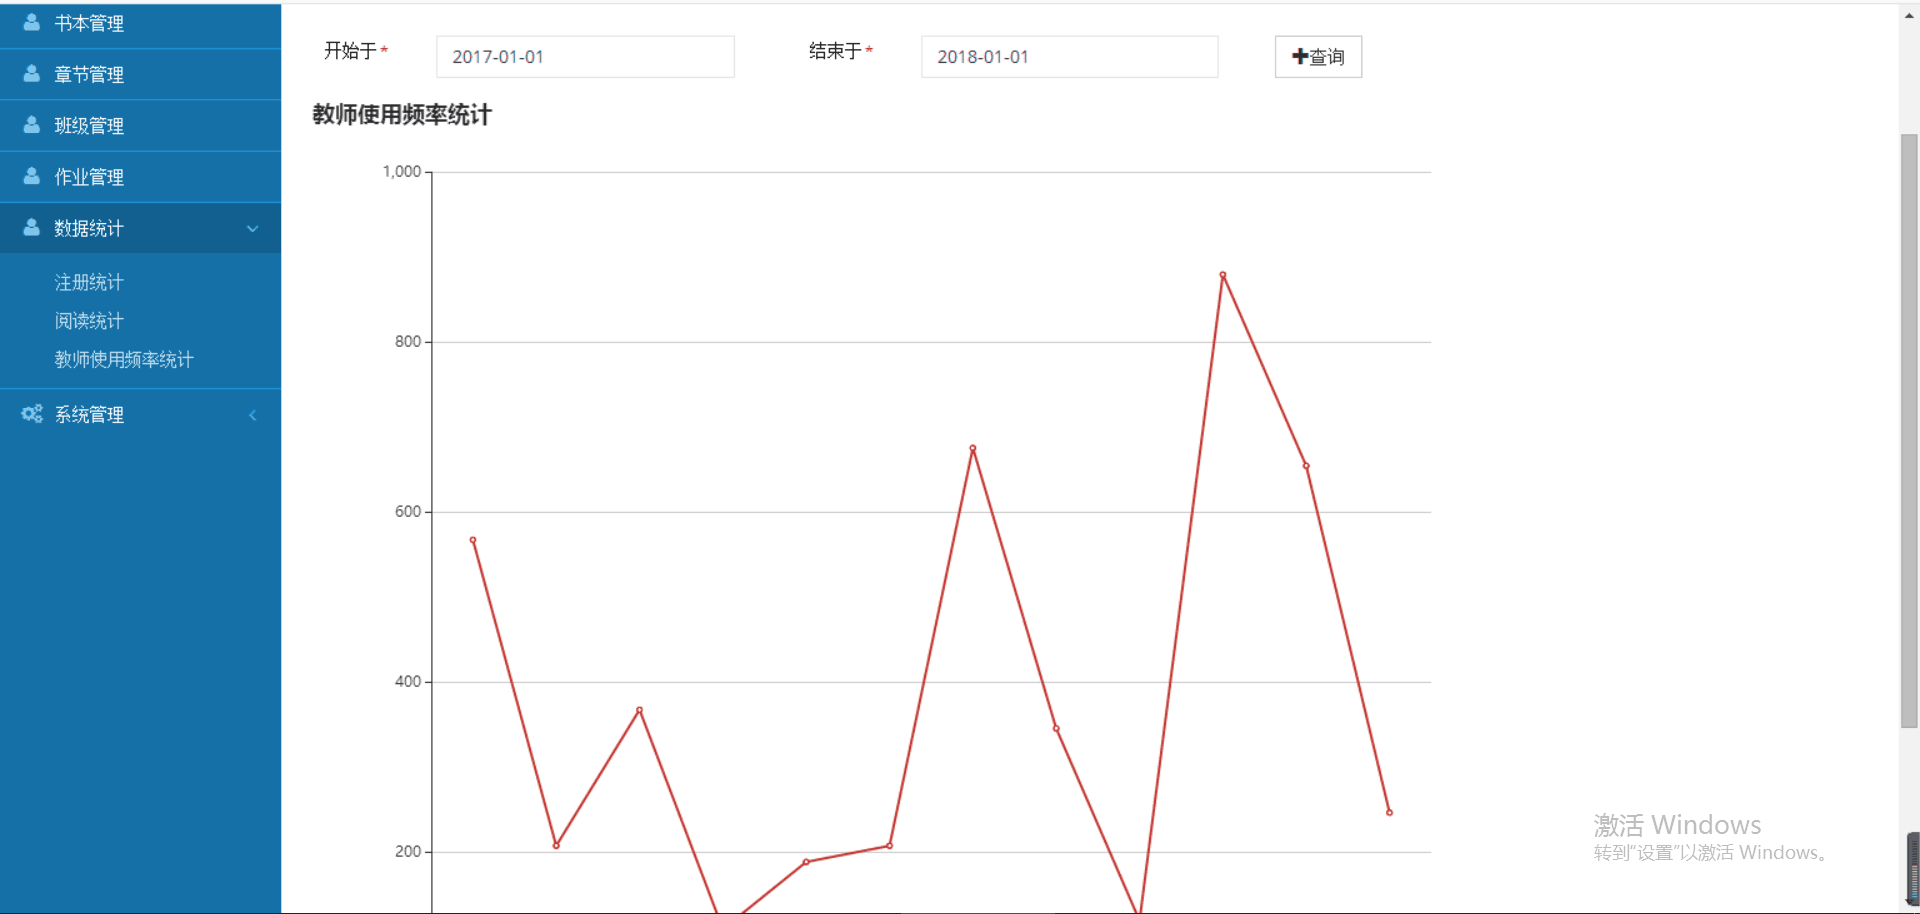 书本管理
章节管理
班级管理
作业管理
数据统计
注册统计
阅读统计
教师使用频率统计
系统管理
开始于*
2017-01-01
结束于*
2018-01-01
查询
教师使用频率统计
1,000
800
600
400
200
激活 Windows
转到“设置”以激活 Windows。